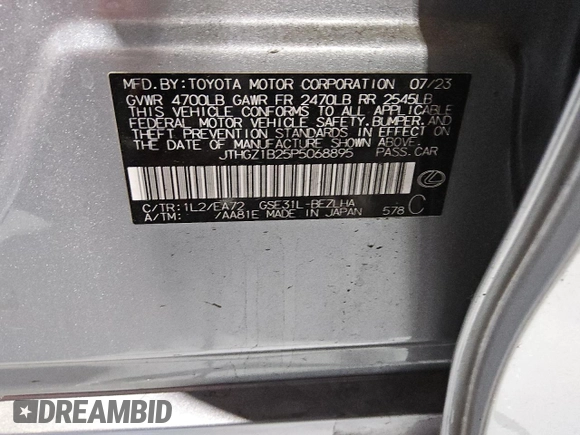 MFD. BY: TOYOTA MOTOR CORPORATION 07/23
GVWR 4700LB GAWR FR 2470LB RR 2545LB
THIS VEHICLE CONFORMS TO ALL APPLICABLE
FEDERAL MOTOR VEHICLE SAFETY, BUMPER, AND
THEFT PREVENTION STANDARDS IN EFFECT ON
THE DATE OF MANUFACTURE SHOWN ABOVE.
JTHGZ1B25P5068895 PASS. CAR
C/TR: 1L2/EA72 GSE31L-BEZLHA
A/TM: /AA81E MADE IN JAPAN 578 C
DREAMBID